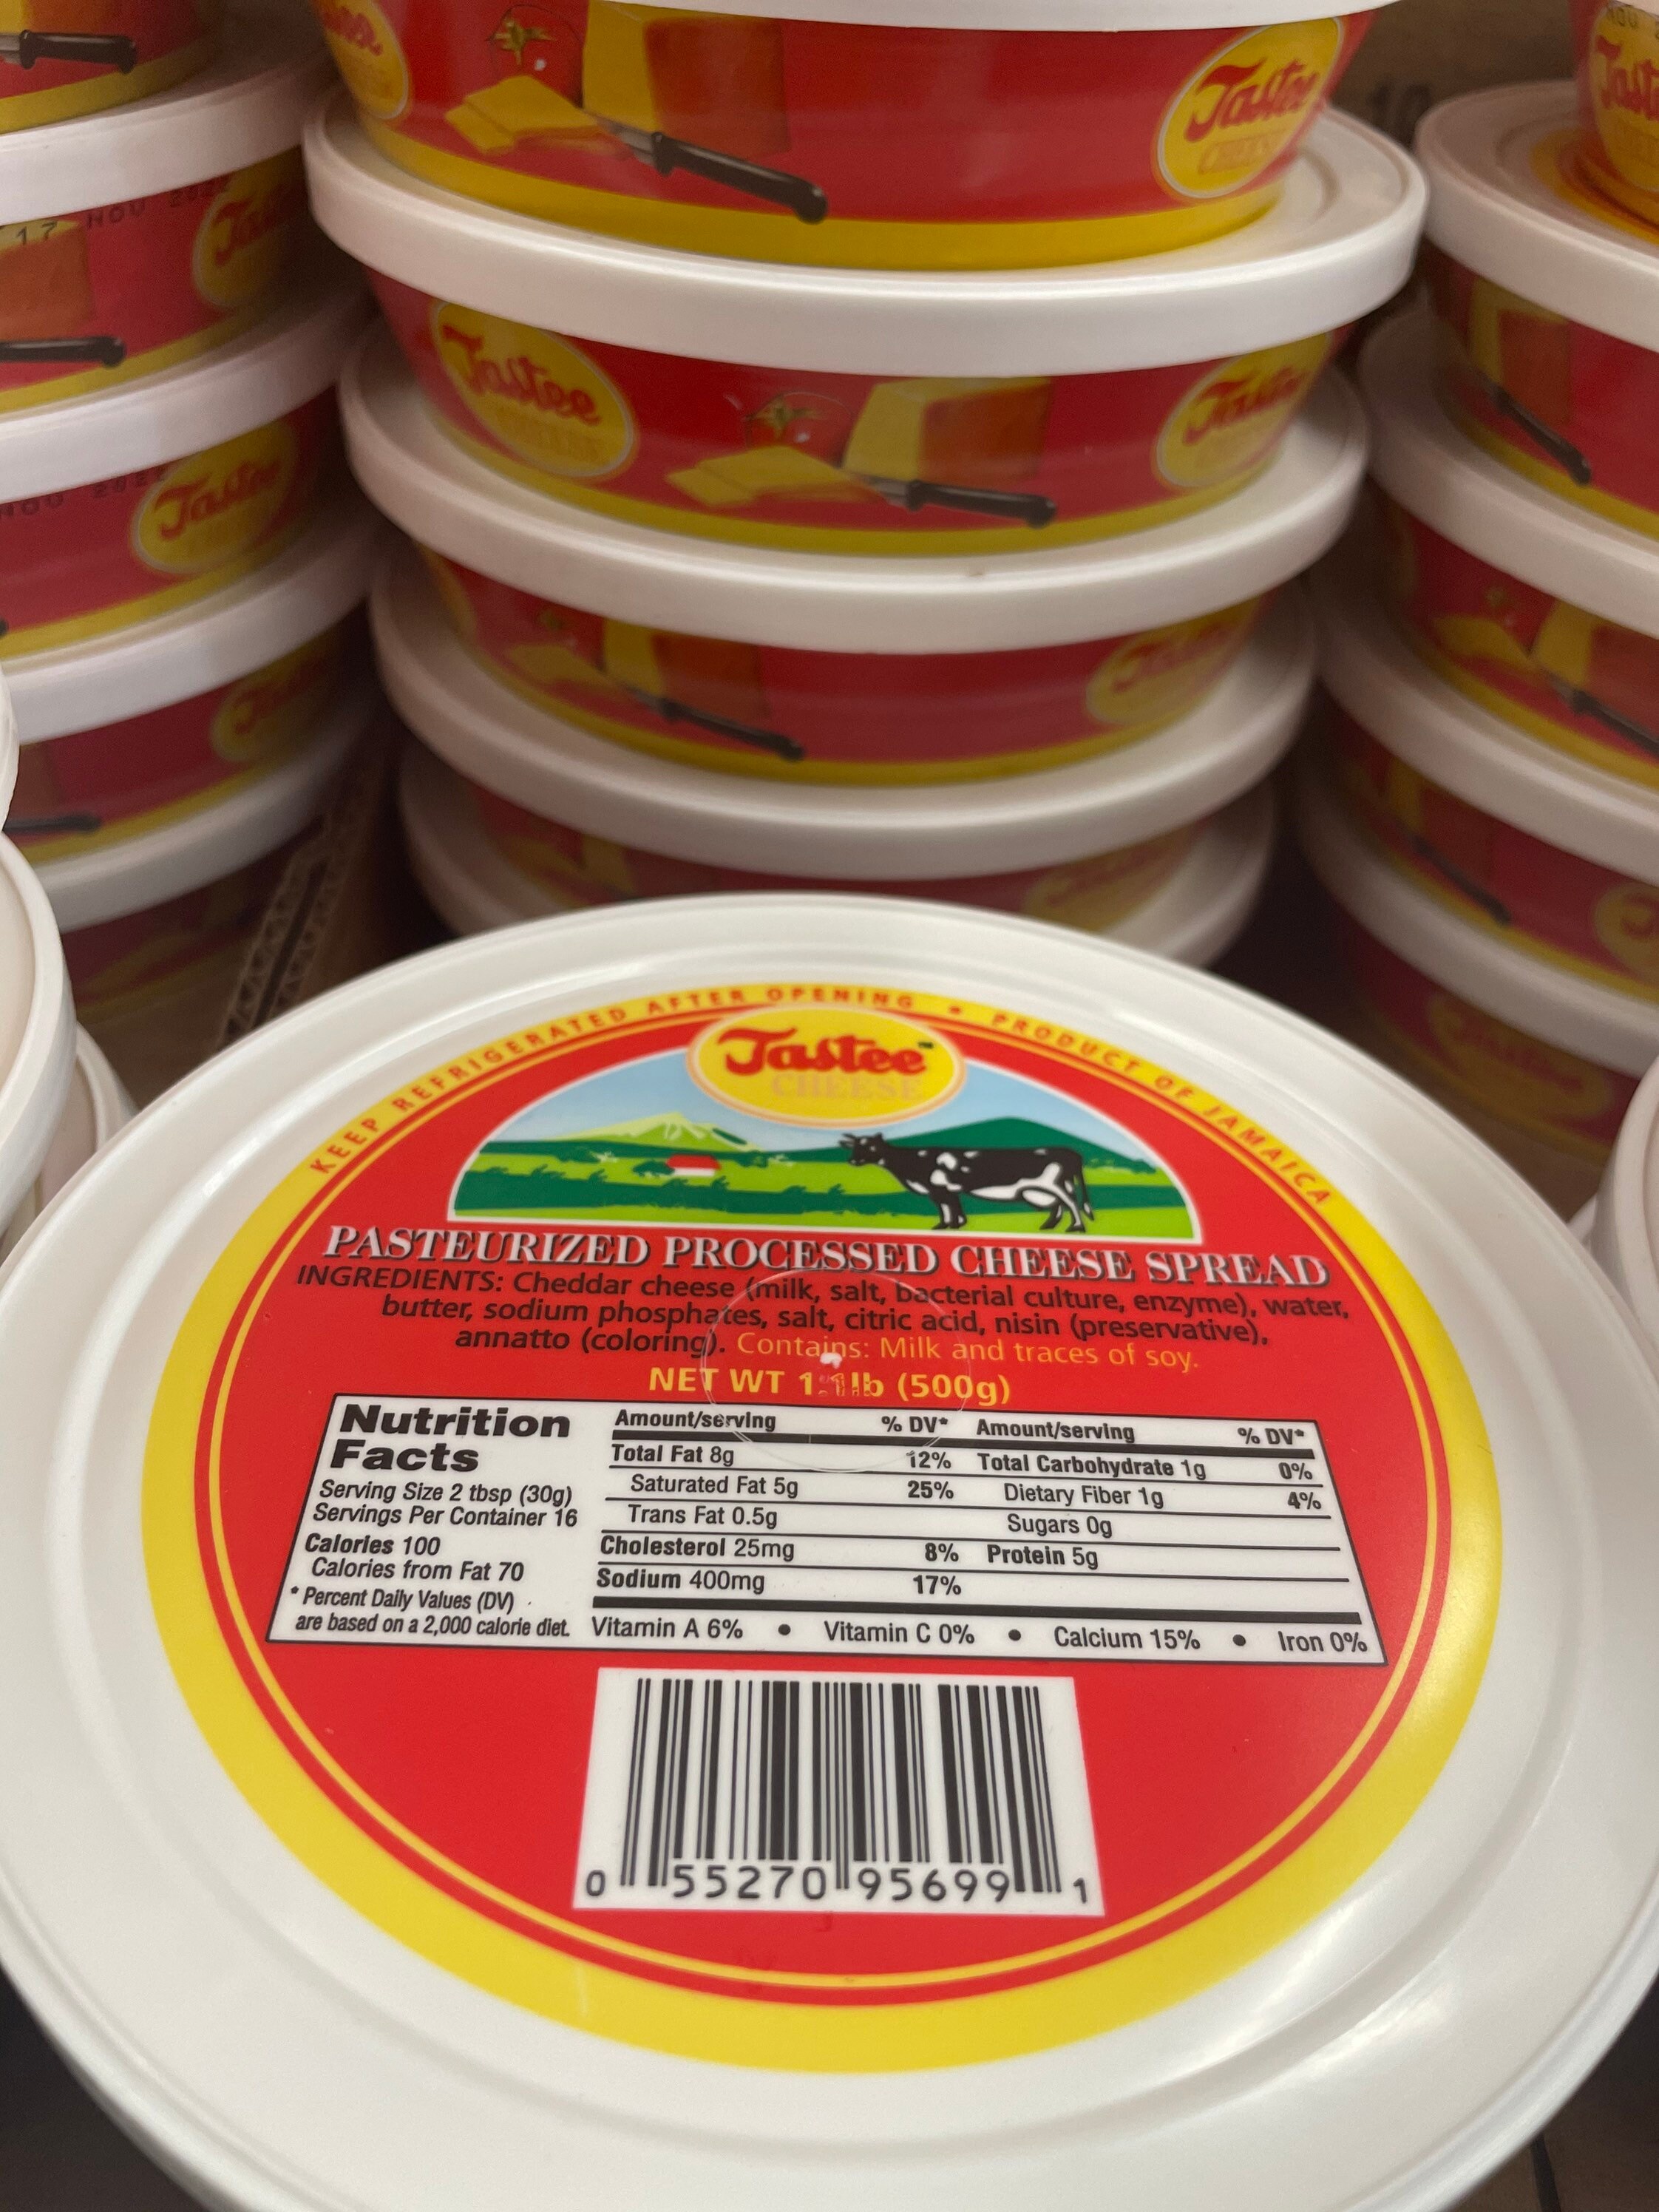 Tastee
CHEESE
17 NOV
Tastee
Tastee
CHEESE
Tastee
NOV
Tastee
KEEP REFRIGERATED AFTER OPENING • PRODUCT OF JAMAICA
Tastee™
CHEESE
PASTEURIZED PROCESSED CHEESE SPREAD
INGREDIENTS: Cheddar cheese (milk, salt, bacterial culture, enzyme), water,
butter, sodium phosphates, salt, citric acid, nisin (preservative),
annatto (coloring). Contains: Milk and traces of soy.
NET WT 1.1lb (500g)
Nutrition
Facts
Serving Size 2 tbsp (30g)
Servings Per Container 16
Calories 100
Calories from Fat 70
* Percent Daily Values (DV)
are based on a 2,000 calorie diet.
Amount/serving % DV* Amount/serving % DV*
Total Fat 8g 12% Total Carbohydrate 1g 0%
Saturated Fat 5g 25% Dietary Fiber 1g 4%
Trans Fat 0.5g Sugars 0g
Cholesterol 25mg 8% Protein 5g
Sodium 400mg 17%
Vitamin A 6% • Vitamin C 0% • Calcium 15% • Iron 0%
0 55270 95699 1